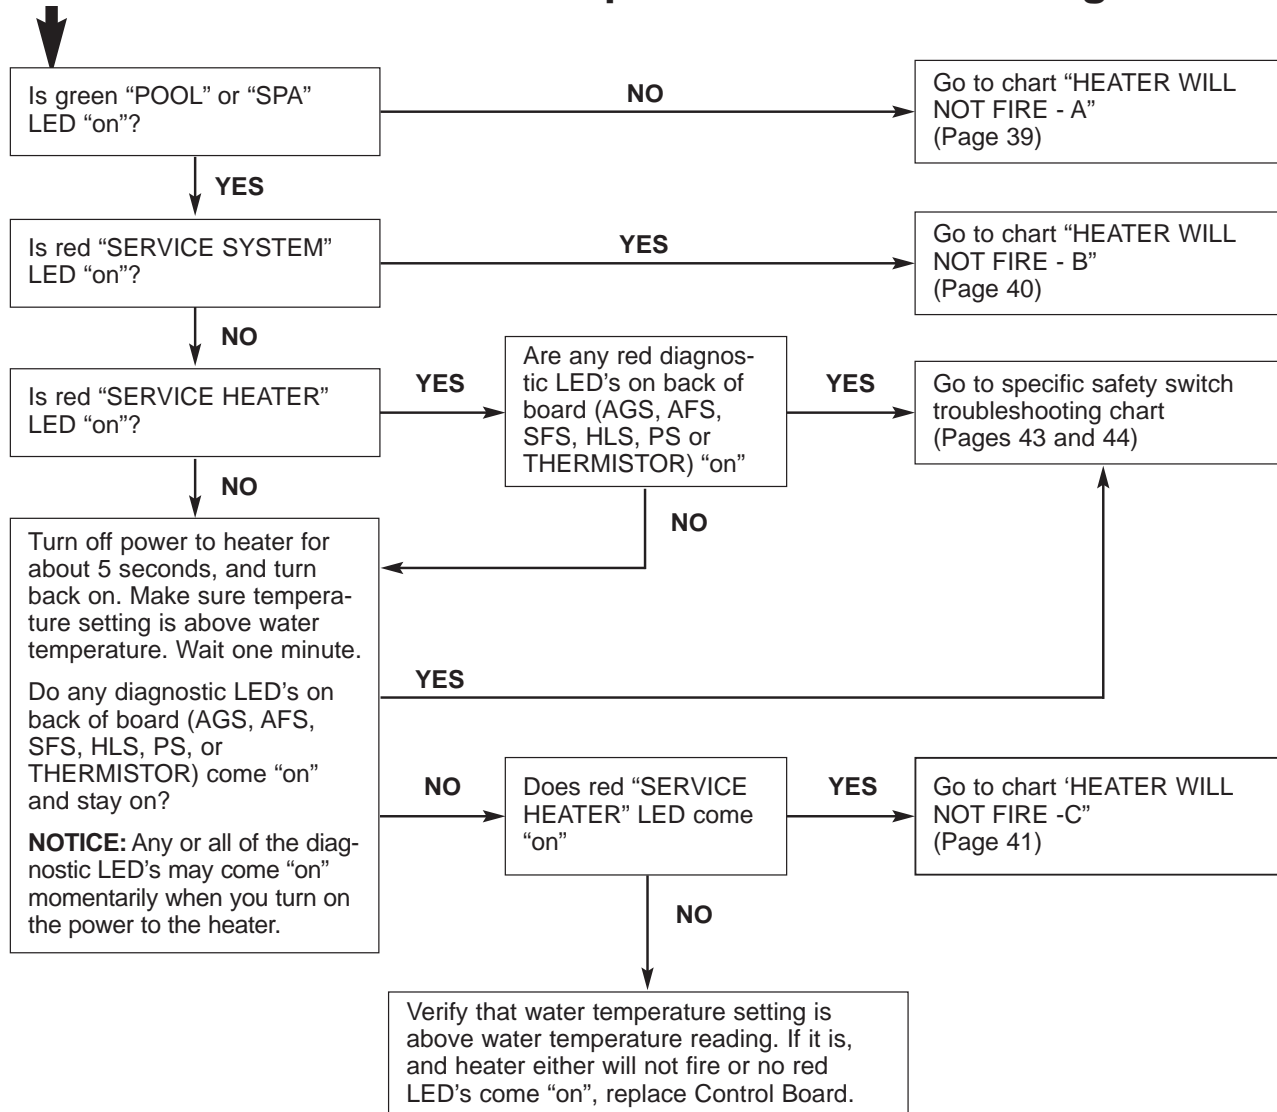 Is green “POOL” or “SPA”
LED “on”?
NO
Go to chart “HEATER WILL
NOT FIRE - A”
(Page 39)
YES
Is red “SERVICE SYSTEM”
LED “on”?
YES
Go to chart “HEATER WILL
NOT FIRE - B”
(Page 40)
NO
Is red “SERVICE HEATER”
LED “on”?
YES
Are any red diagnos-
tic LED’s on back of
board (AGS, AFS,
SFS, HLS, PS or
THERMISTOR) “on”
YES
Go to specific safety switch
troubleshooting chart
(Pages 43 and 44)
NO
NO
Turn off power to heater for
about 5 seconds, and turn
back on. Make sure tempera-
ture setting is above water
temperature. Wait one minute.
Do any diagnostic LED’s on
back of board (AGS, AFS,
SFS, HLS, PS, or
THERMISTOR) come “on”
and stay on?
NOTICE: Any or all of the diag-
nostic LED’s may come “on”
momentarily when you turn on
the power to the heater.
YES
NO
Does red “SERVICE
HEATER” LED come
“on”
YES
Go to chart ‘HEATER WILL
NOT FIRE -C”
(Page 41)
NO
Verify that water temperature setting is
above water temperature reading. If it is,
and heater either will not fire or no red
LED’s come “on”, replace Control Board.